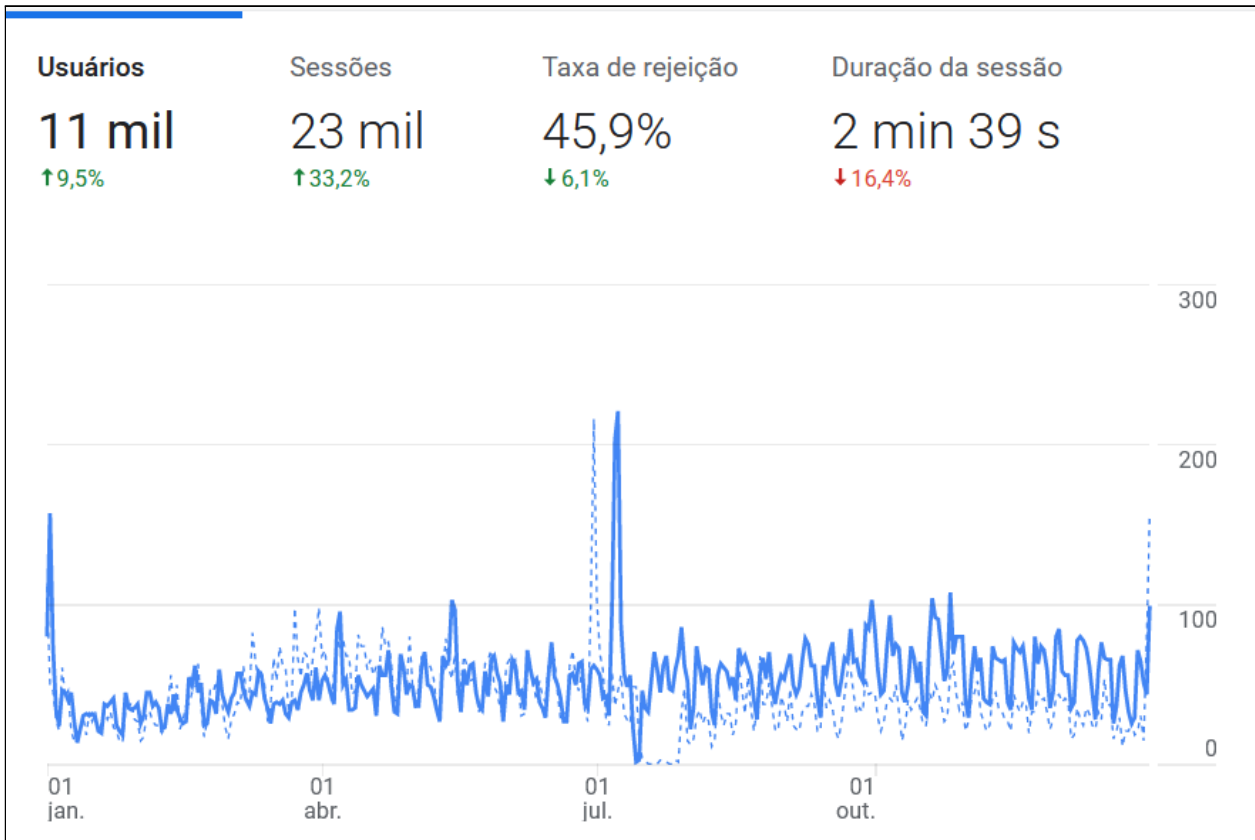 Usuários
Sessões
Taxa de rejeição
Duração da sessão
11 mil
23 mil
45,9%
2 min 39 s
↑9,5%
↑33,2%
↓6,1%
↓16,4%
300
200
100
0
01
jan.
01
abr.
01
jul.
01
out.